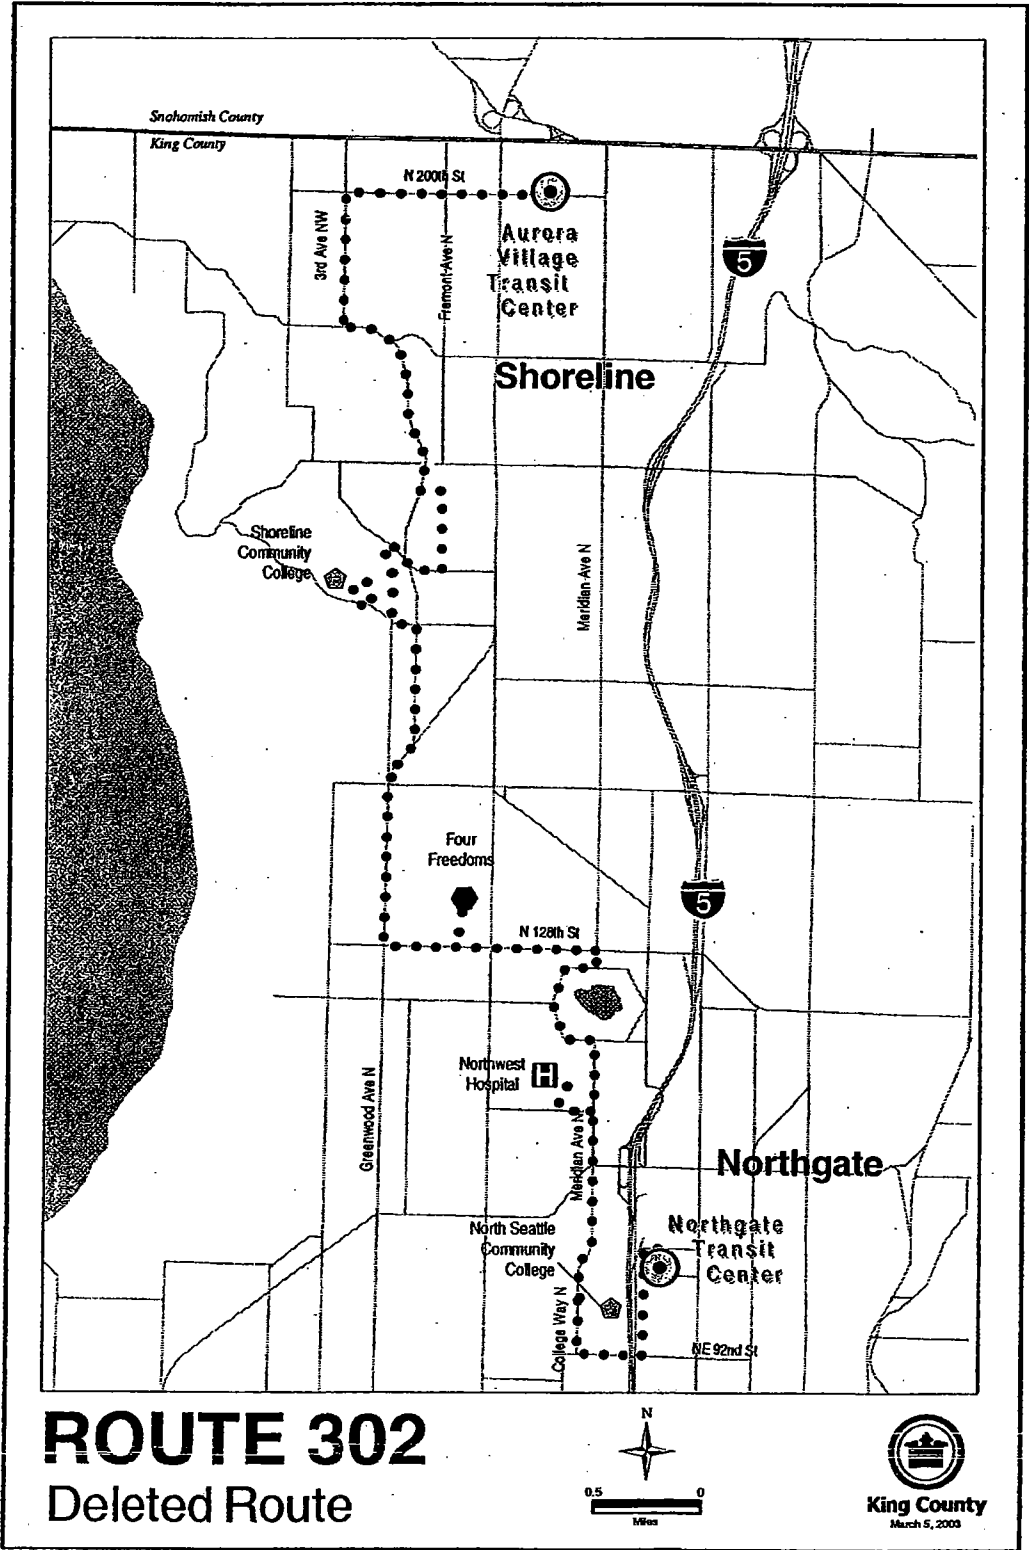 Snohomish County
King County
N 200th St
3rd Ave NW
Fremont Ave N
Aurora
Village
Transit
Center
5
Shoreline
Shoreline
Community
College
Meridian Ave N
Four
Freedoms
5
N 128th St
Northwest
Hospital
H
Greenwood Ave N
Meridian Ave N
Northgate
North Seattle
Community
College
Northgate
Transit
Center
College Way N
NE 92nd St
ROUTE 302
Deleted Route
N
0.5 0
Miles
King County
March 5, 2003